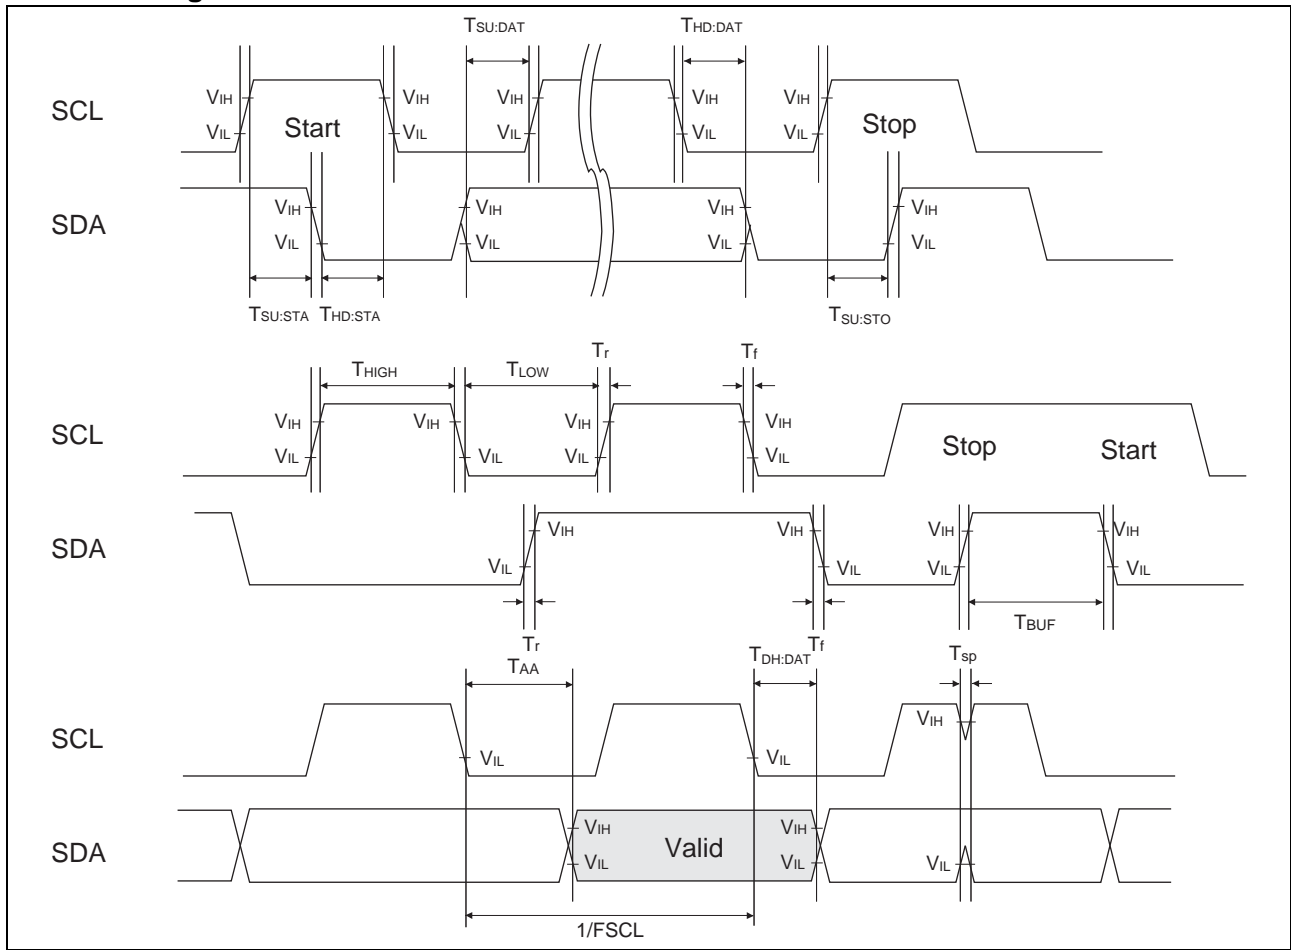 TSU:DAT THD:DAT
SCL VIH VIH VIH VIH VIH
Start Stop
VIL VIL VIL VIL VIL
SDA VIH VIH VIH VIH
VIL VIL VIL VIL
TSU:STA THD:STA TSU:STO
THIGH TLOW Tr Tf
SCL VIH VIH VIH VIH
Stop Start
VIL VIL VIL VIL
SDA VIH VIH VIH VIH
VIL VIL VIL VIL
Tr Tf TBUF
TAA TDH:DAT Tsp
SCL VIH
VIL VIL
SDA VIH Valid VIH
VIL VIL VIL
1/FSCL